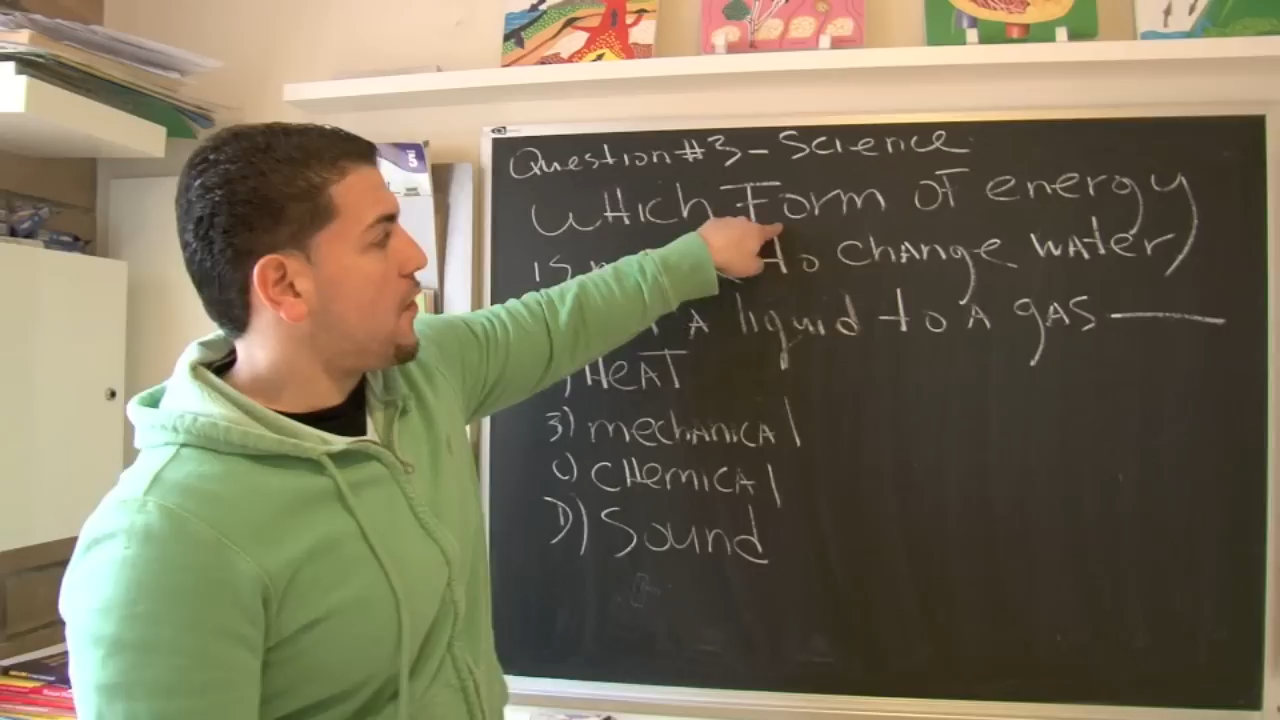 Question #3 - Science
Which Form of energy
is to change water)
A liquid to A gas ____
) HeAT
3) mechanical
C) CHemical
D) Sound